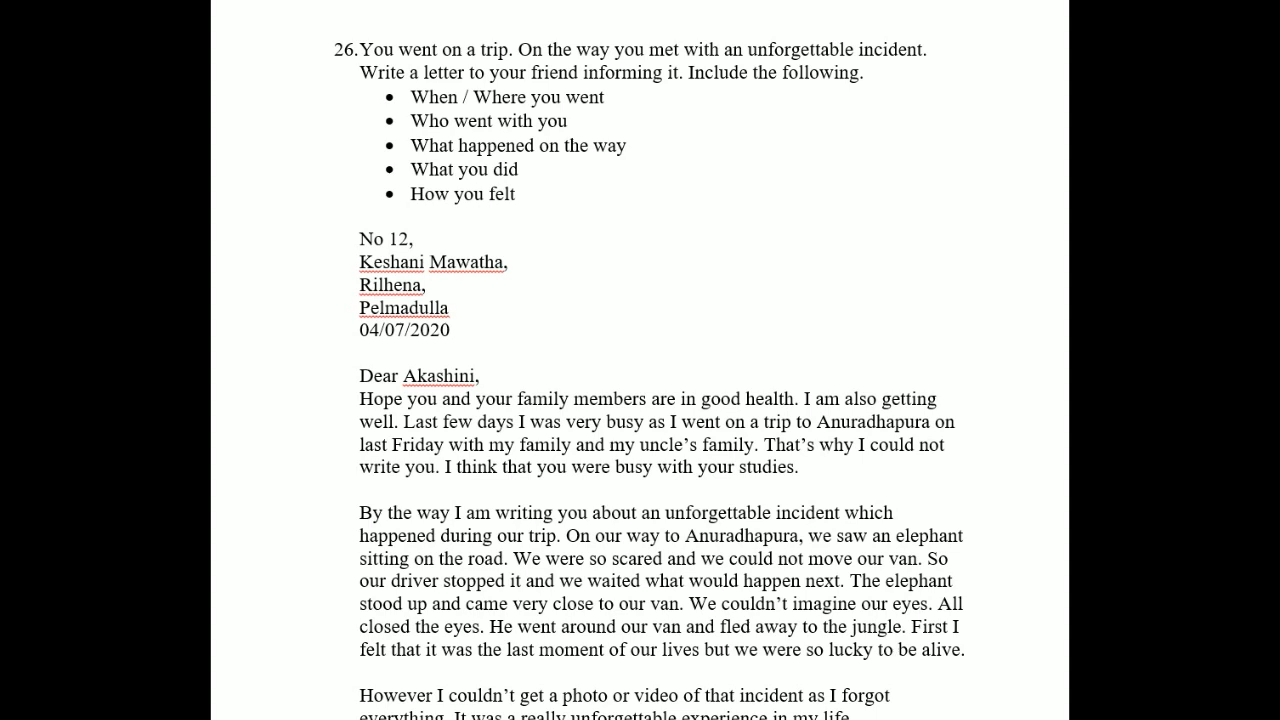 26.You went on a trip. On the way you met with an unforgettable incident.
Write a letter to your friend informing it. Include the following.
• When / Where you went
• Who went with you
• What happened on the way
• What you did
• How you felt
No 12,
Keshani Mawatha,
Rilhena,
Pelmadulla
04/07/2020
Dear Akashini,
Hope you and your family members are in good health. I am also getting
well. Last few days I was very busy as I went on a trip to Anuradhapura on
last Friday with my family and my uncle’s family. That’s why I could not
write you. I think that you were busy with your studies.
By the way I am writing you about an unforgettable incident which
happened during our trip. On our way to Anuradhapura, we saw an elephant
sitting on the road. We were so scared and we could not move our van. So
our driver stopped it and we waited what would happen next. The elephant
stood up and came very close to our van. We couldn’t imagine our eyes. All
closed the eyes. He went around our van and fled away to the jungle. First I
felt that it was the last moment of our lives but we were so lucky to be alive.
However I couldn’t get a photo or video of that incident as I forgot
everything. It was a really unforgettable experience in my life.